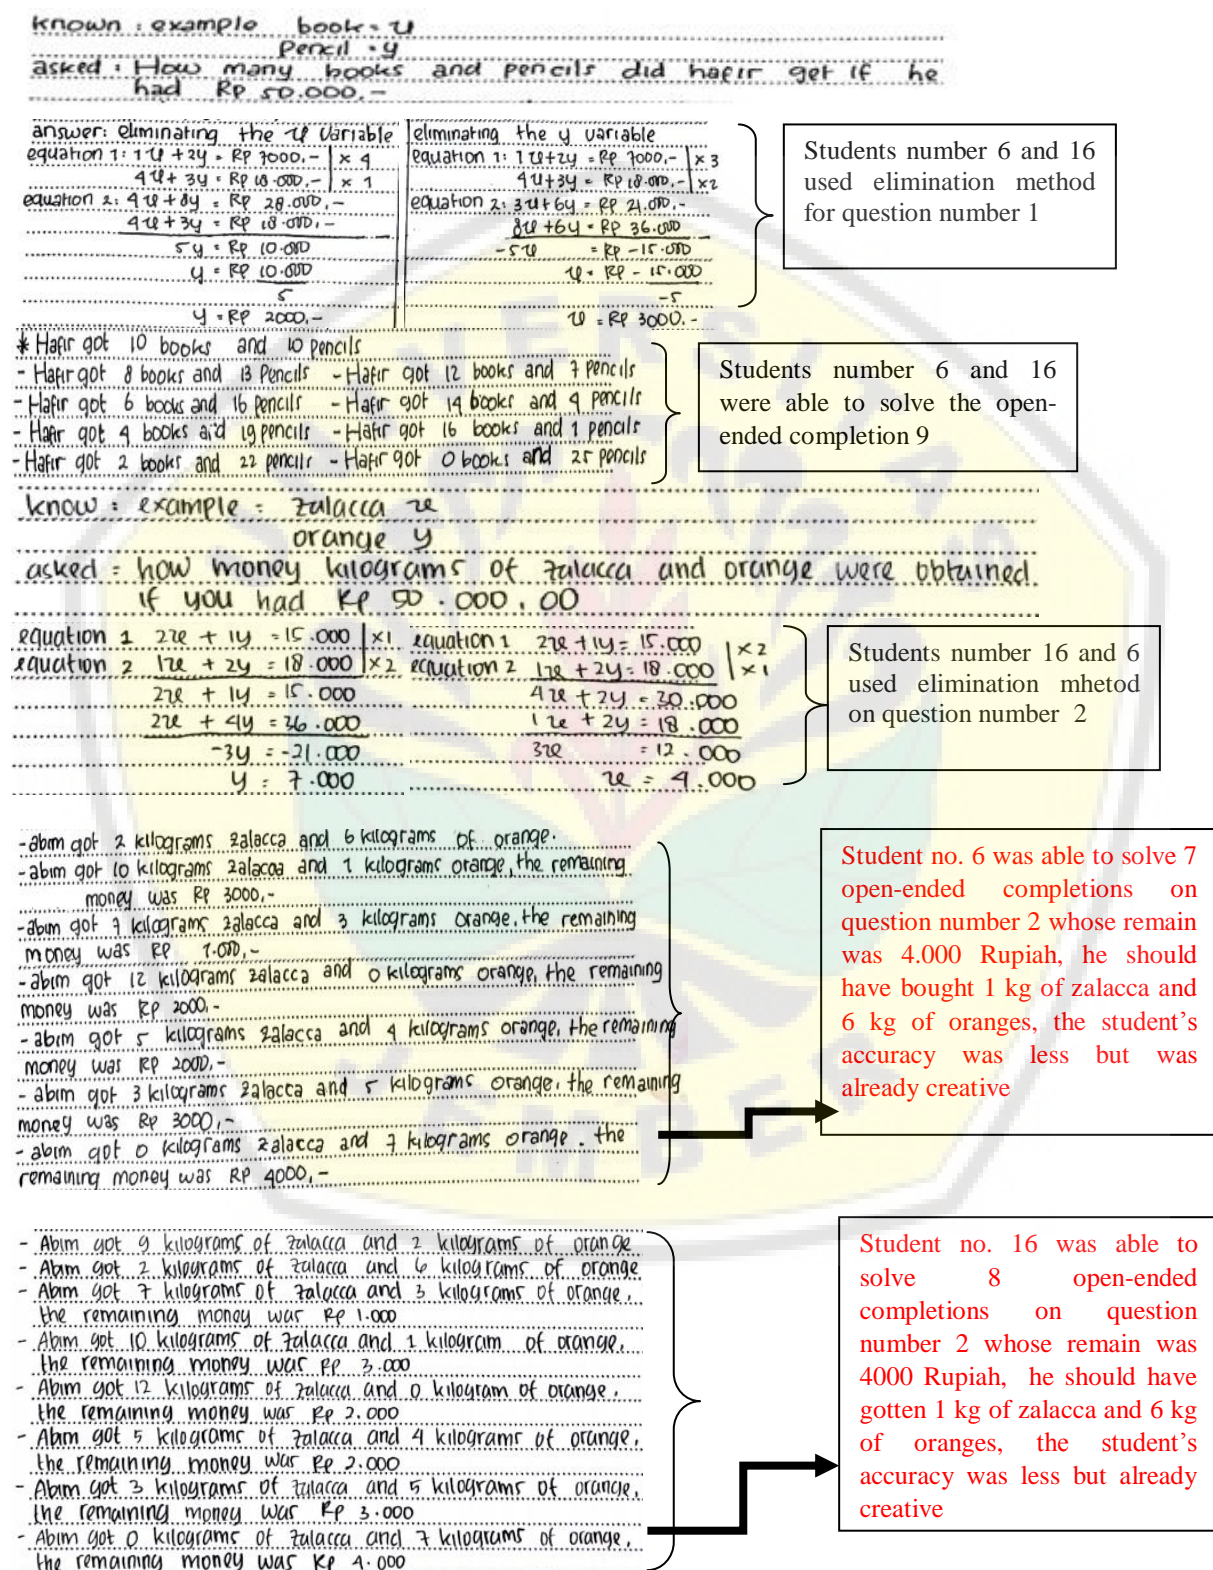 known : example book = x
Pencil = y
asked : How many books and pencils did hafir get if he
had Rp 50.000,-
answer: eliminating the x variable
equation 1: 1x + 2y = Rp 7000,- | x 4
4x + 3y = Rp 18.000,- | x 1
equation 2: 4x + 8y = Rp 28.000,-
4x + 3y = Rp 18.000,-
5y = Rp 10.000
y = Rp 10.000
5
y = Rp 2000,-
eliminating the y variable
equation 1: 1x+2y = Rp 7000,- | x 3
4x+3y = Rp 18.000,- | x2
equation 2: 3x+6y = Rp 21.000,-
8x +6y = Rp 36.000
-5x = Rp -15.000
x = Rp - 15.000
-5
x = Rp 3000,-
Students number 6 and 16
used elimination method
for question number 1
* Hafir got 10 books and 10 pencils
- Hafir got 8 books and 13 Pencils - Hafir got 12 books and 7 pencils
- Hafir got 6 books and 16 pencils - Hafir got 14 books and 4 pencils
- Hafir got 4 books and 19 pencils - Hafir got 16 books and 1 pencils
- Hafir got 2 books and 22 pencils - Hafir got 0 books and 25 pencils
Students number 6 and 16
were able to solve the open-
ended completion 9
know : example = zalacca x
orange y
asked = how money kilograms of zalacca and orange were obtained
if you had Rp 50.000,00
equation 1 2x + 1y = 15.000 | x1
equation 2 1x + 2y = 18.000 | x2
2x + 1y = 15.000
2x + 4y = 36.000
-3y = -21.000
y = 7.000
equation 1 2x + 1y = 15.000 | x 2
equation 2 1x + 2y = 18.000 | x 1
4x + 2y = 30.000
1x + 2y = 18.000
3x = 12.000
x = 4.000
Students number 16 and 6
used elimination mhetod
on question number 2
- abim got 2 kilograms zalacca and 6 kilograms of orange.
- abim got 10 kilograms zalacca and 1 kilograms orange, the remaining
money was Rp 3000,-
- abim got 7 kilograms zalacca and 3 kilograms orange, the remaining
money was Rp 1.000,-
- abim got 12 kilograms zalacca and 0 kilograms orange, the remaining
money was Rp 2000,-
- abim got 5 kilograms zalacca and 4 kilograms orange, the remaining
money was Rp 2000,-
- abim got 3 kilograms zalacca and 5 kilograms orange, the remaining
money was Rp 3000,-
- abim got 0 kilograms zalacca and 7 kilograms orange. the
remaining money was Rp 4000,-
Student no. 6 was able to solve 7
open-ended completions on
question number 2 whose remain
was 4.000 Rupiah, he should
have bought 1 kg of zalacca and
6 kg of oranges, the student's
accuracy was less but was
already creative
- Abim got 9 kilograms of zalacca and 2 kilograms of orange
- Abim got 2 kilograms of zalacca and 6 kilograms of orange
- Abim got 7 kilograms of zalacca and 3 kilograms of orange,
the remaining money was Rp 1.000
- Abim got 10 kilograms of zalacca and 1 kilogram of orange,
the remaining money was Rp 3.000
- Abim got 12 kilograms of zalacca and 0 kilogram of orange.
the remaining money was Rp 2.000
- Abim got 5 kilograms of zalacca and 4 kilograms of orange,
the remaining money was Rp 2.000
- Abim got 3 kilograms of zalacca and 5 kilograms of orange,
the remaining money was Rp 3.000
- Abim got 0 kilograms of zalacca and 7 kilograms of orange,
the remaining money was Rp 4.000
Student no. 16 was able to
solve 8 open-ended
completions on question
number 2 whose remain was
4000 Rupiah, he should have
gotten 1 kg of zalacca and 6 kg
of oranges, the student's
accuracy was less but already
creative